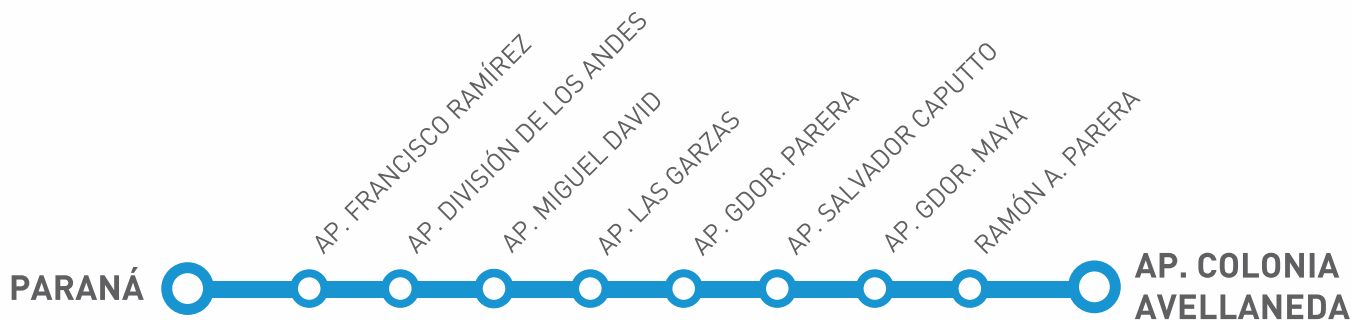 PARANÁ
AP. FRANCISCO RAMÍREZ
AP. DIVISIÓN DE LOS ANDES
AP. MIGUEL DAVID
AP. LAS GARZAS
AP. GDOR. PARERA
AP. SALVADOR CAPUTTO
AP. GDOR. MAYA
RAMÓN A. PARERA
AP. COLONIA
AVELLANEDA